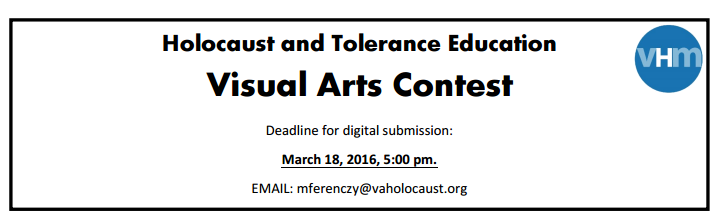 Holocaust and Tolerance Education
VHm
Visual Arts Contest
Deadline for digital submission:
March 18, 2016, 5:00 pm.
EMAIL: mferenczy@vaholocaust.org